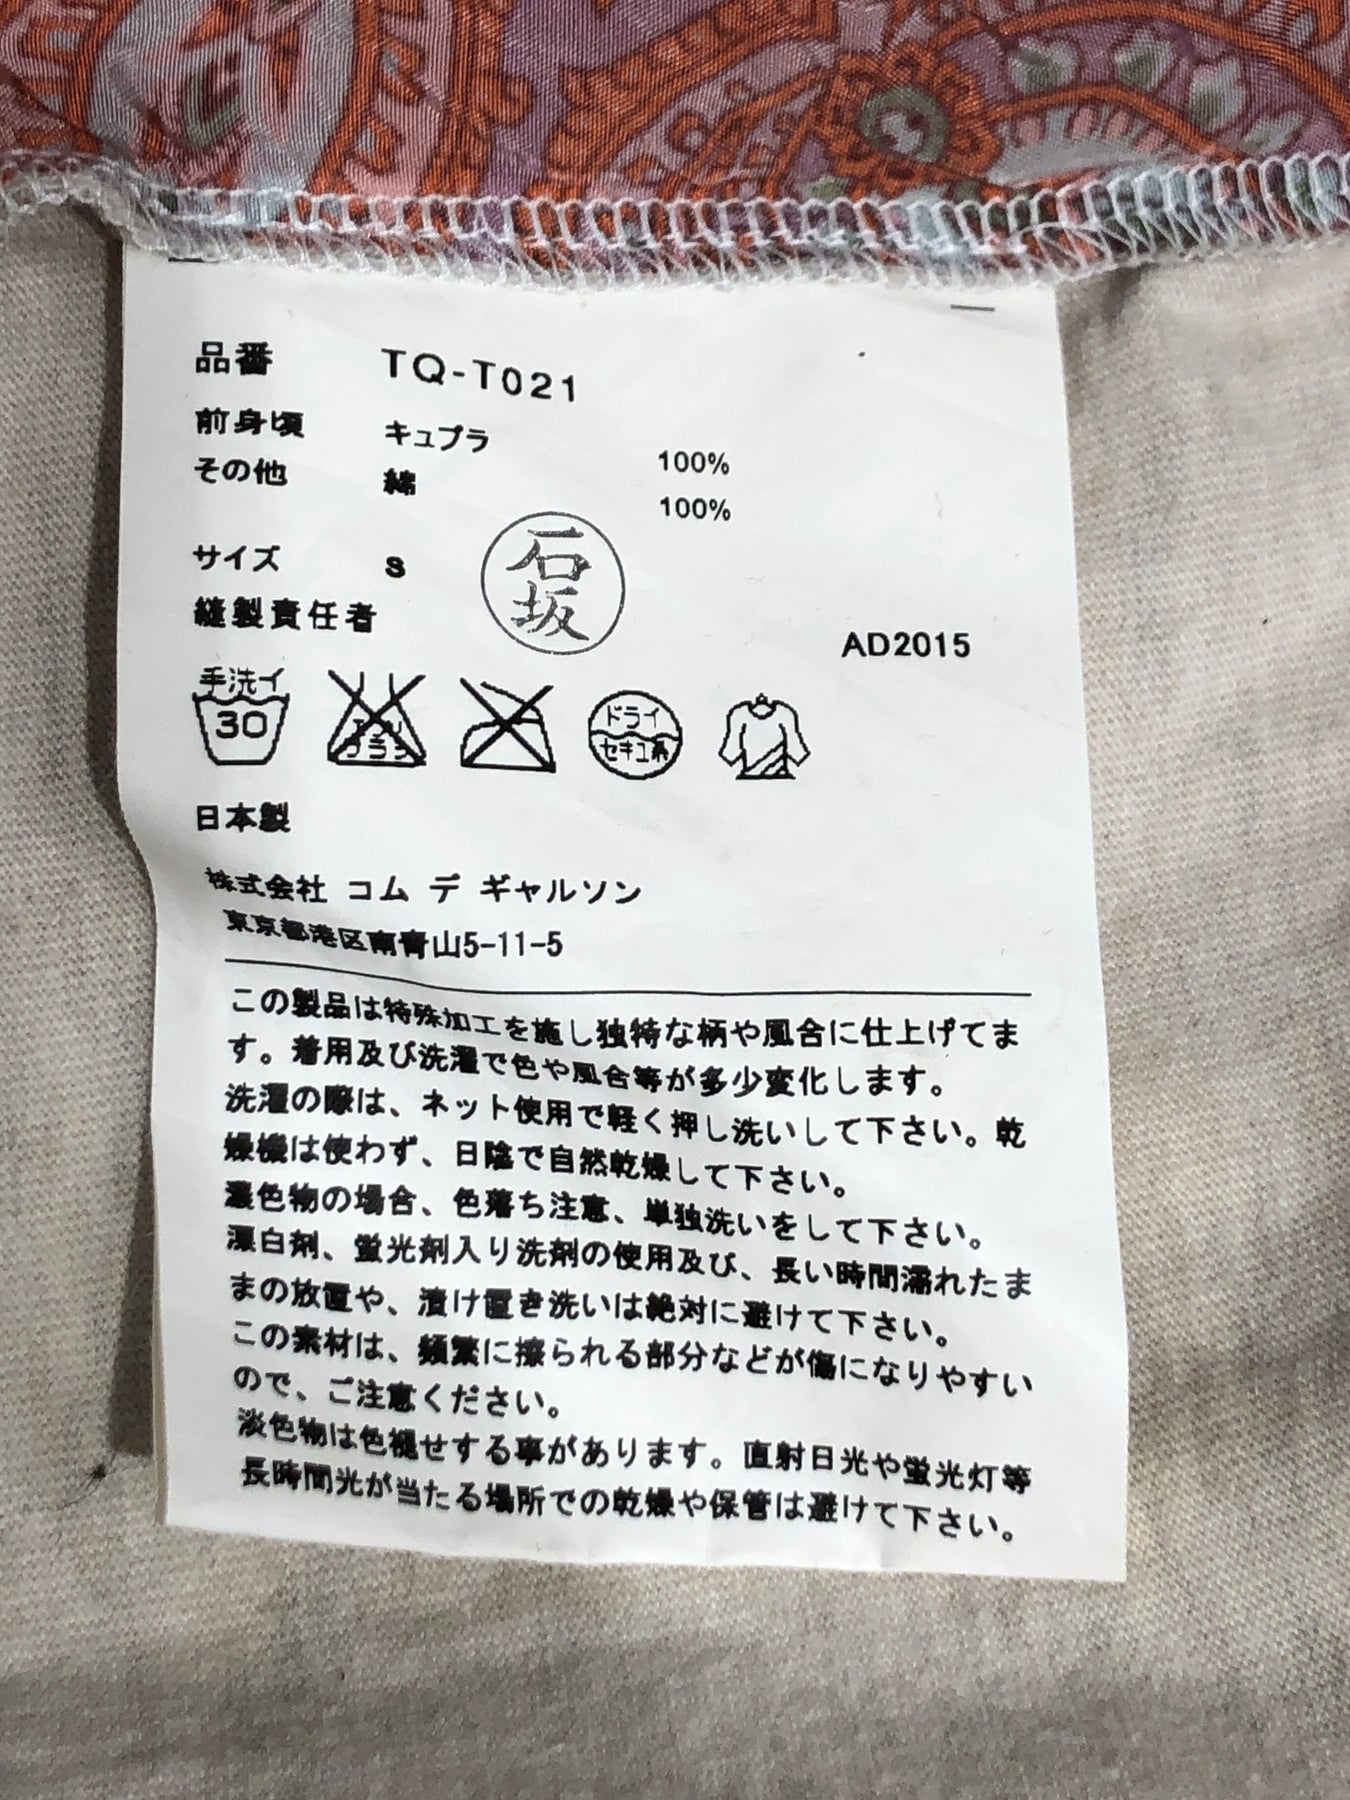 品番 TQ-T021
前身頃 キュプラ 100%
その他 綿 100%
サイズ S
縫製責任者 石坂
AD2015
手洗イ 30
エンソ サラシ
ドライ セキユ系
日本製
株式会社 コム デ ギャルソン
東京都港区南青山5-11-5
この製品は特殊加工を施し独特な柄や風合に仕上げてま
す。着用及び洗濯で色や風合等が多少変化します。
洗濯の際は、ネット使用で軽く押し洗いして下さい。乾
燥機は使わず、日陰で自然乾燥して下さい。
濃色物の場合、色落ち注意、単独洗いをして下さい。
漂白剤、蛍光剤入り洗剤の使用及び、長い時間濡れたま
まの放置や、漬け置き洗いは絶対に避けて下さい。
この素材は、頻繁に擦られる部分などが傷になりやすい
ので、ご注意ください。
淡色物は色褪せする事があります。直射日光や蛍光灯等
長時間光が当たる場所での乾燥や保管は避けて下さい。